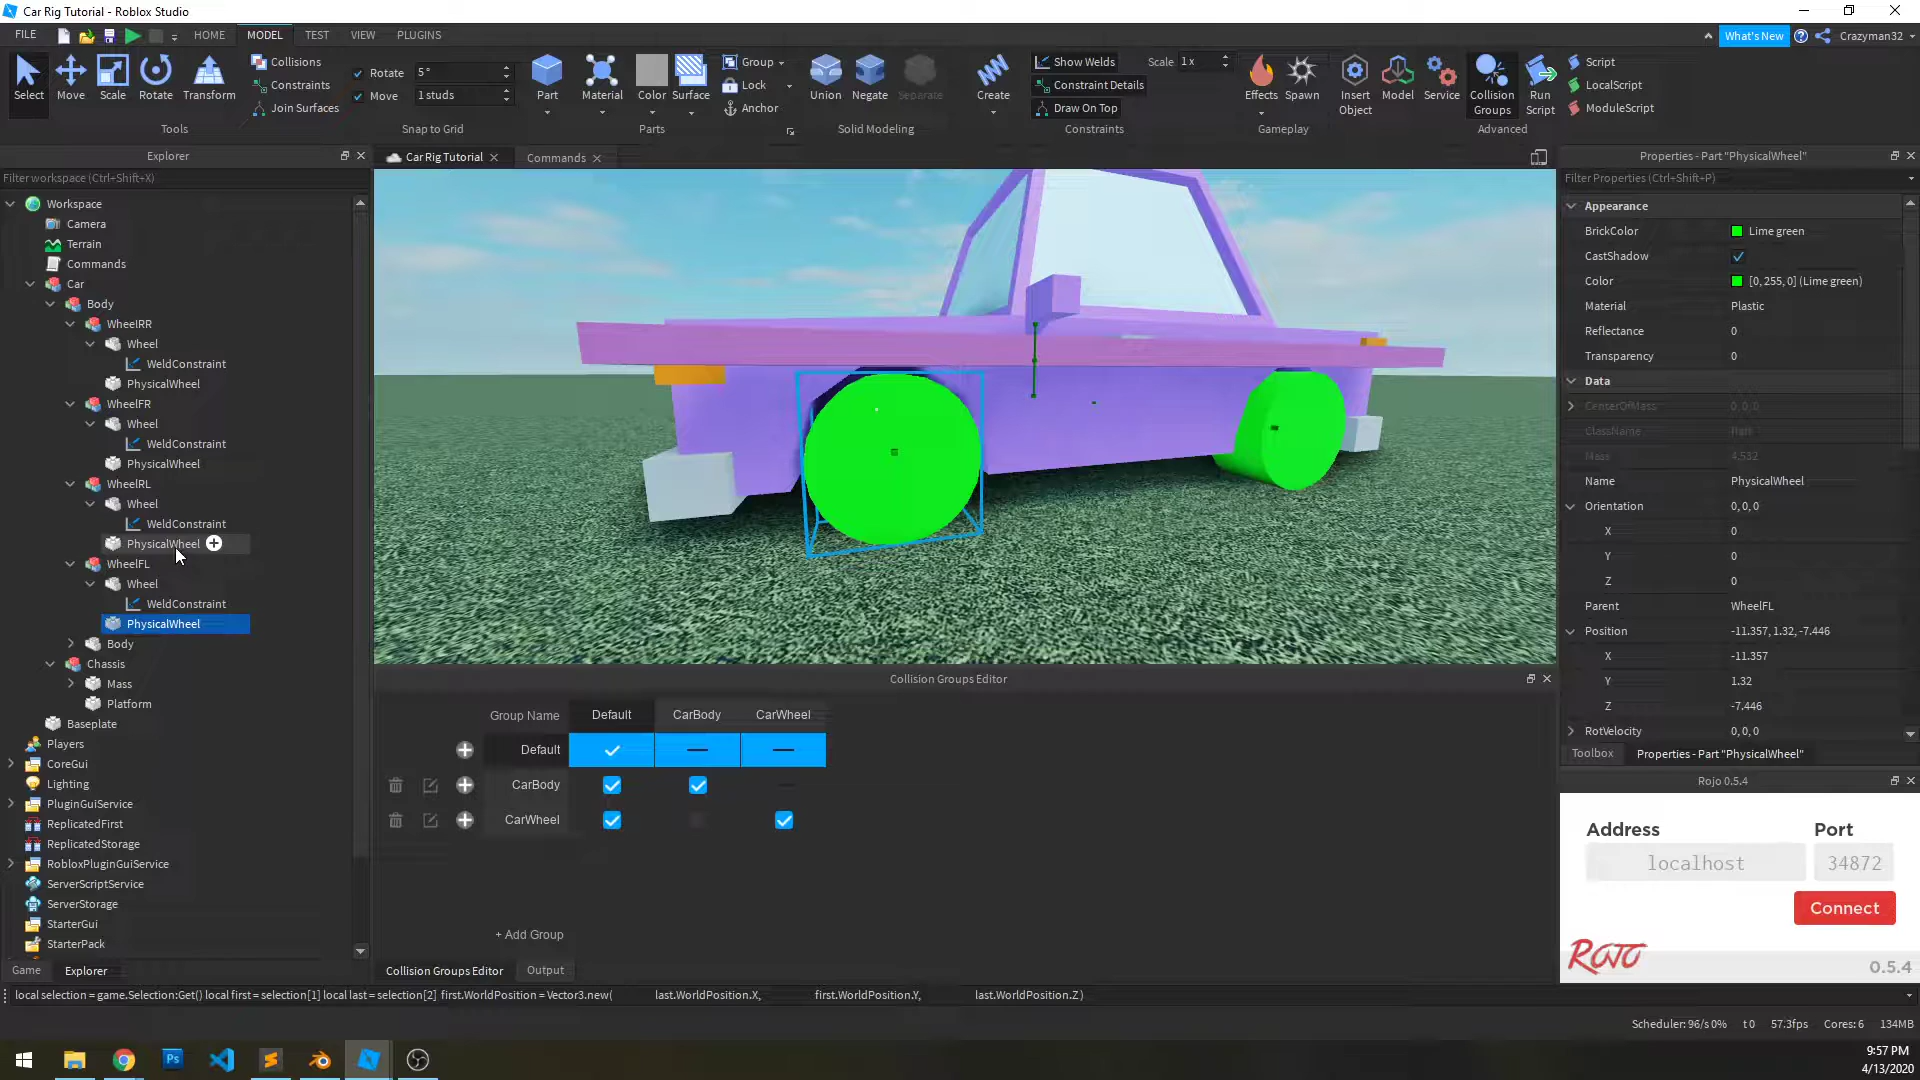 Car Rig Tutorial - Roblox Studio
FILE HOME MODEL TEST VIEW PLUGINS What's New Crazyman32
Select Move Scale Rotate Transform
Tools
Collisions
Constraints
Join Surfaces
Rotate 5°
Move 1 studs
Snap to Grid
Part Material Color Surface
Group
Lock
Anchor
Parts
Union Negate Separate
Solid Modeling
Create
Show Welds
Constraint Details
Draw On Top
Scale 1 x
Constraints
Effects Spawn
Gameplay
Insert Object Model Service Collision Groups Run Script
Script
LocalScript
ModuleScript
Advanced
Explorer
Filter workspace (Ctrl+Shift+X)
Workspace
Camera
Terrain
Commands
Car
Body
WheelRR
Wheel
WeldConstraint
PhysicalWheel
WheelFR
Wheel
WeldConstraint
PhysicalWheel
WheelRL
Wheel
WeldConstraint
PhysicalWheel
WheelFL
Wheel
WeldConstraint
PhysicalWheel
Body
Chassis
Mass
Platform
Baseplate
Players
CoreGui
Lighting
PluginGuiService
ReplicatedFirst
ReplicatedStorage
RobloxPluginGuiService
ServerScriptService
ServerStorage
StarterGui
StarterPack
Game Explorer
Car Rig Tutorial Commands
Collision Groups Editor
Group Name Default CarBody CarWheel
Default
CarBody
CarWheel
+ Add Group
Collision Groups Editor Output
Properties - Part "PhysicalWheel"
Filter Properties (Ctrl+Shift+P)
Appearance
BrickColor Lime green
CastShadow
Color [0, 255, 0] (Lime green)
Material Plastic
Reflectance 0
Transparency 0
Data
CenterOfMass 0, 0, 0
ClassName Part
Mass 4.532
Name PhysicalWheel
Orientation 0, 0, 0
X 0
Y 0
Z 0
Parent WheelFL
Position -11.357, 1.32, -7.446
X -11.357
Y 1.32
Z -7.446
RotVelocity 0, 0, 0
Toolbox Properties - Part "PhysicalWheel"
Rojo 0.5.4
Address Port
localhost 34872
Connect
ROJO 0.5.4
local selection = game.Selection:Get() local first = selection[1] local last = selection[2] first.WorldPosition = Vector3.new( last.WorldPosition.X, first.WorldPosition.Y, last.WorldPosition.Z )
Scheduler: 96/s 0% t 0 57.3fps Cores: 6 134MB
Ps
9:57 PM
4/13/2020